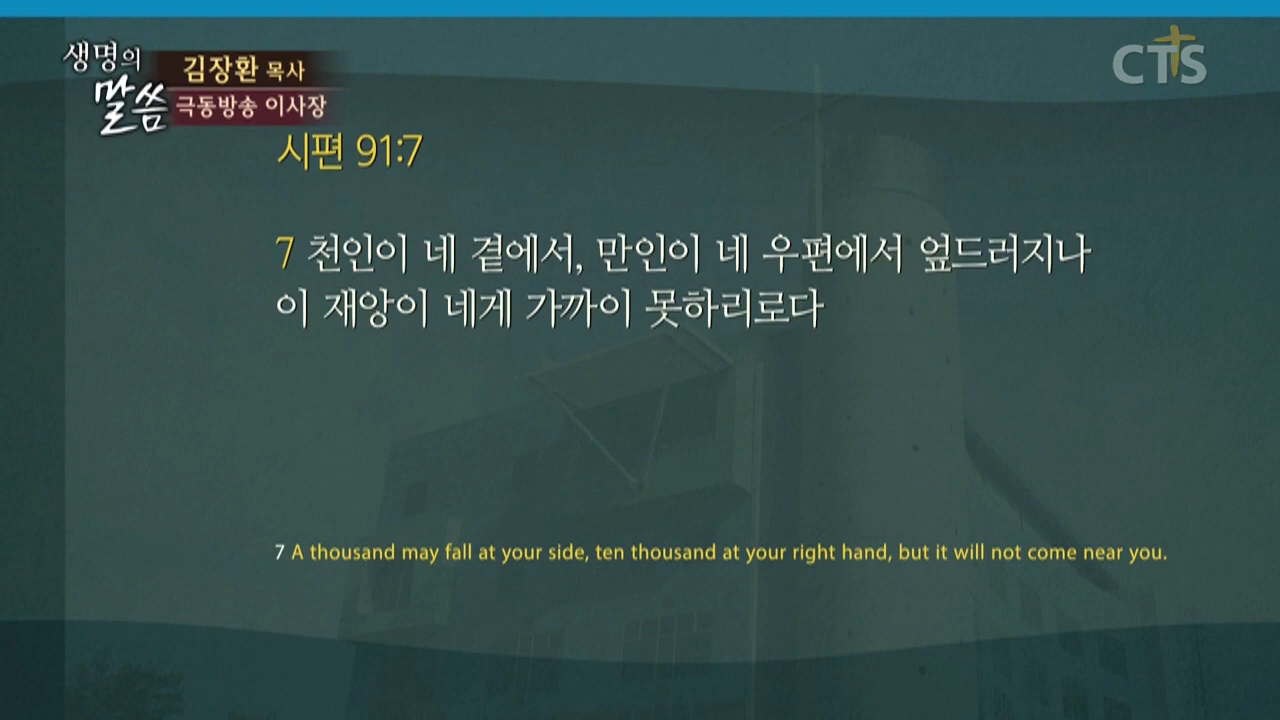 생명의
말씀
김장환 목사
극동방송 이사장
CTS
시편 91:7
7 천인이 네 곁에서, 만인이 네 우편에서 엎드러지나
이 재앙이 네게 가까이 못하리로다
7 A thousand may fall at your side, ten thousand at your right hand, but it will not come near you.